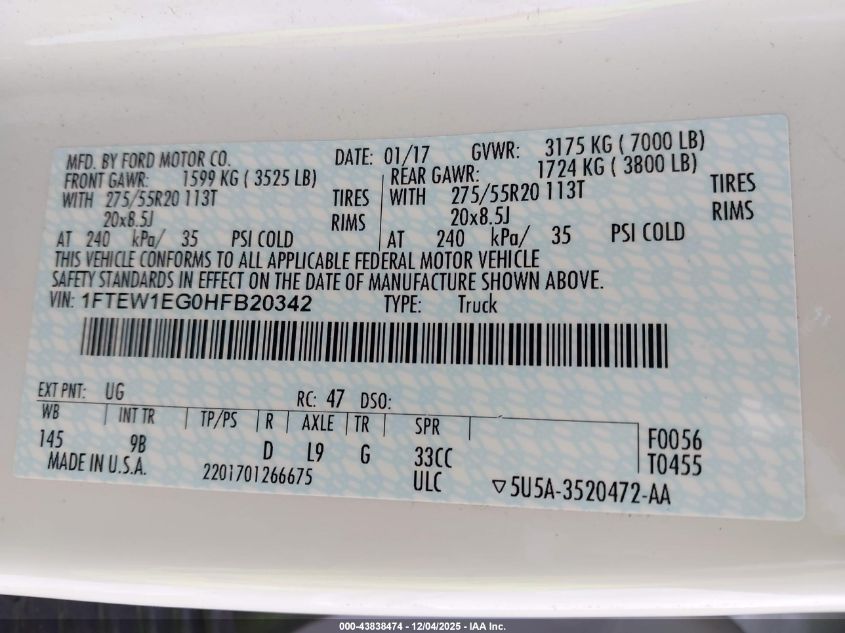 MFD. BY FORD MOTOR CO. DATE: 01/17 GVWR: 3175 KG ( 7000 LB)
FRONT GAWR: 1599 KG ( 3525 LB) REAR GAWR: 1724 KG ( 3800 LB)
WITH 275/55R20 113T TIRES WITH 275/55R20 113T TIRES
20x8.5J RIMS 20x8.5J RIMS
AT 240 kPa/ 35 PSI COLD AT 240 kPa/ 35 PSI COLD
THIS VEHICLE CONFORMS TO ALL APPLICABLE FEDERAL MOTOR VEHICLE
SAFETY STANDARDS IN EFFECT ON THE DATE OF MANUFACTURE SHOWN ABOVE.
VIN: 1FTEW1EG0HFB20342 TYPE: Truck
EXT PNT: UG RC: 47 DSO:
WB INT TR TP/PS R AXLE TR SPR
145 9B D L9 G 33CC F0056
MADE IN U.S.A. 2201701266675 ULC T0455
▽5U5A-3520472-AA
000-43838474 - 12/04/2025 - IAA Inc.